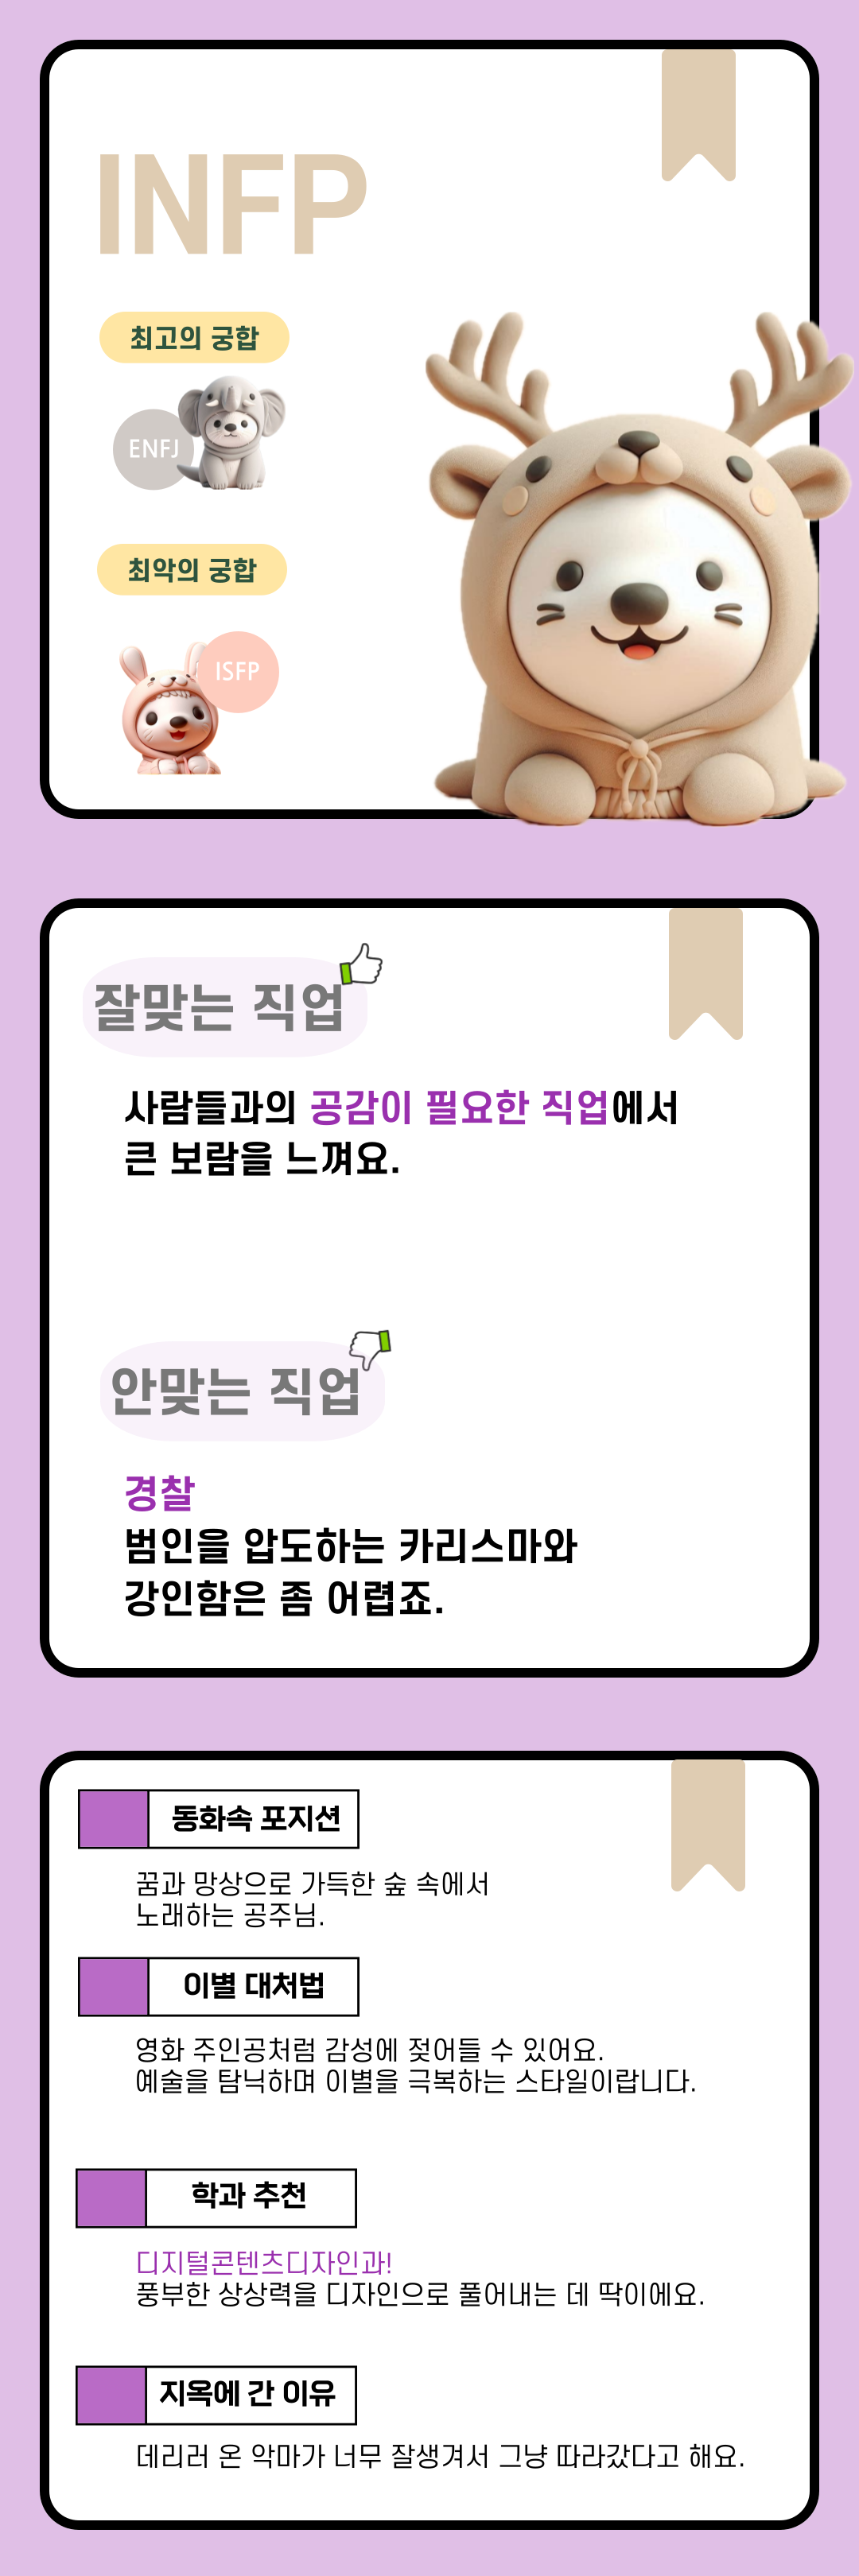 INFP
최고의 궁합
ENFJ
최악의 궁합
ISFP
잘맞는 직업
사람들과의 공감이 필요한 직업에서
큰 보람을 느껴요.
안맞는 직업
경찰
범인을 압도하는 카리스마와
강인함은 좀 어렵죠.
동화속 포지션
꿈과 망상으로 가득한 숲 속에서
노래하는 공주님.
이별 대처법
영화 주인공처럼 감성에 젖어들 수 있어요.
예술을 탐닉하며 이별을 극복하는 스타일이랍니다.
학과 추천
디지털콘텐츠디자인과!
풍부한 상상력을 디자인으로 풀어내는 데 딱이에요.
지옥에 간 이유
데리러 온 악마가 너무 잘생겨서 그냥 따라갔다고 해요.